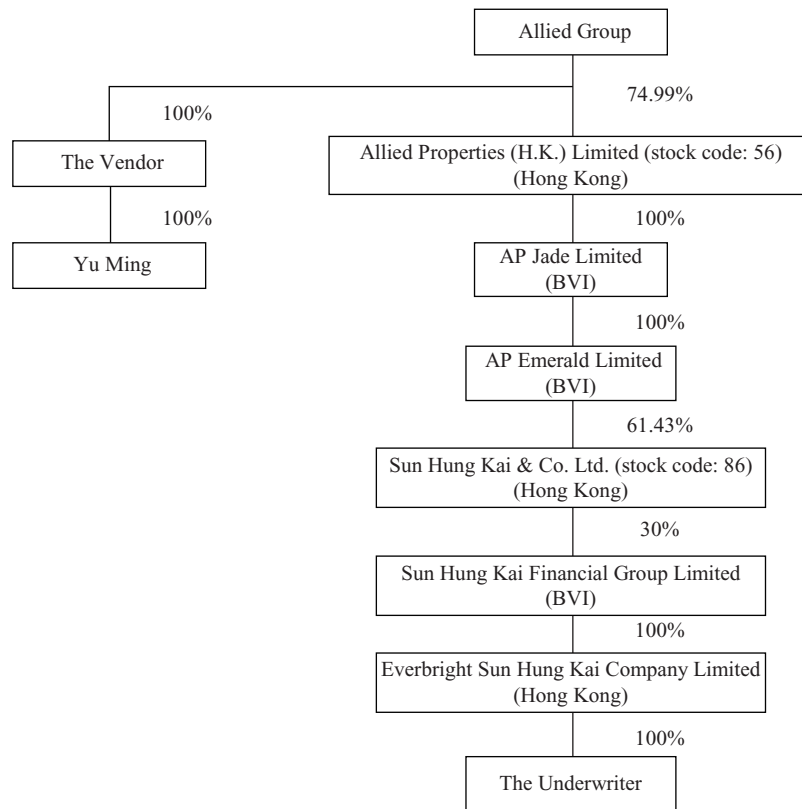 Allied Group
74.99%
100%
Allied Properties (H.K.) Limited (stock code: 56)
(Hong Kong)
The Vendor
100%
100%
Yu Ming
AP Jade Limited
(BVI)
100%
AP Emerald Limited
(BVI)
61.43%
Sun Hung Kai & Co. Ltd. (stock code: 86)
(Hong Kong)
30%
Sun Hung Kai Financial Group Limited
(BVI)
100%
Everbright Sun Hung Kai Company Limited
(Hong Kong)
100%
The Underwriter